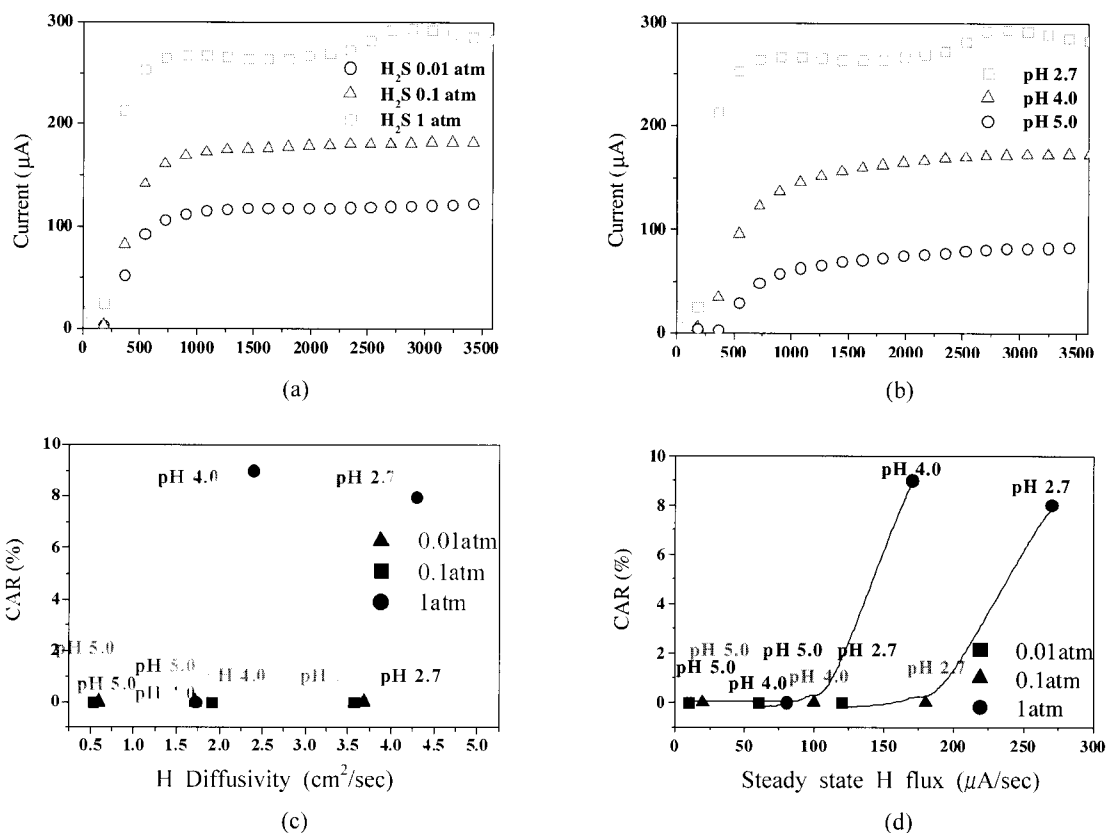 300
200
100
0
Current (µA)
H₂S 0.01 atm
H₂S 0.1 atm
H₂S 1 atm
0 500 1000 1500 2000 2500 3000 3500
(a)
300
200
100
0
Current (µA)
pH 2.7
pH 4.0
pH 5.0
0 500 1000 1500 2000 2500 3000 3500
(b)
10
8
6
4
2
0
CAR (%)
pH 4.0
pH 2.7
0.01atm
0.1atm
1atm
pH 5.0
pH 5.0
pH 5.0
pH 4.0
pH 2.7
0.5 1.0 1.5 2.0 2.5 3.0 3.5 4.0 4.5 5.0
H Diffusivity (cm²/sec)
(c)
10
8
6
4
2
0
CAR (%)
pH 4.0
pH 2.7
pH 5.0
pH 5.0
pH 2.7
pH 5.0
pH 4.0
pH 4.0
pH 2.7
0.01atm
0.1atm
1atm
0 50 100 150 200 250 300
Steady state H flux (µA/sec)
(d)